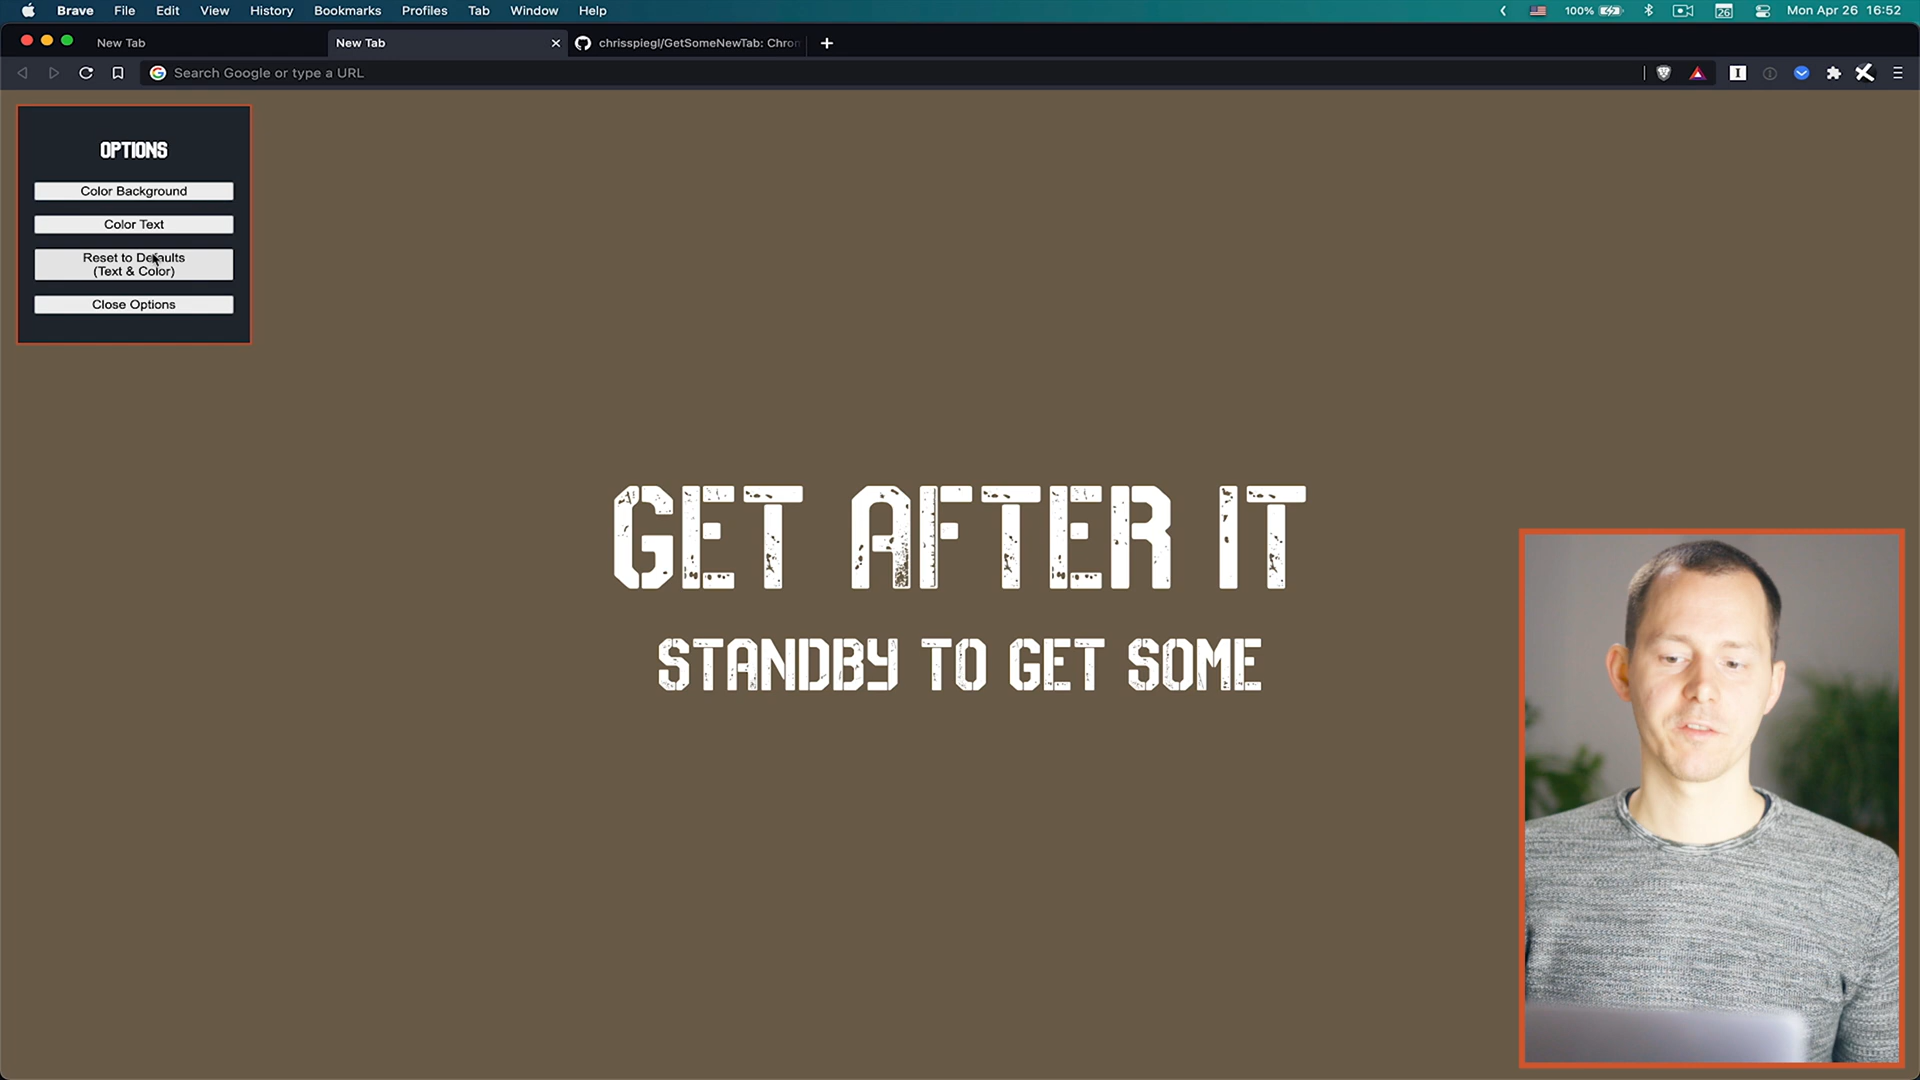 Brave File Edit View History Bookmarks Profiles Tab Window Help 100% 26 Mon Apr 26 16:52
New Tab New Tab chrisspiegl/GetSomeNewTab: Chro
Search Google or type a URL
OPTIONS
Color Background
Color Text
Reset to Defaults
(Text & Color)
Close Options
GET AFTER IT
STANDBY TO GET SOME